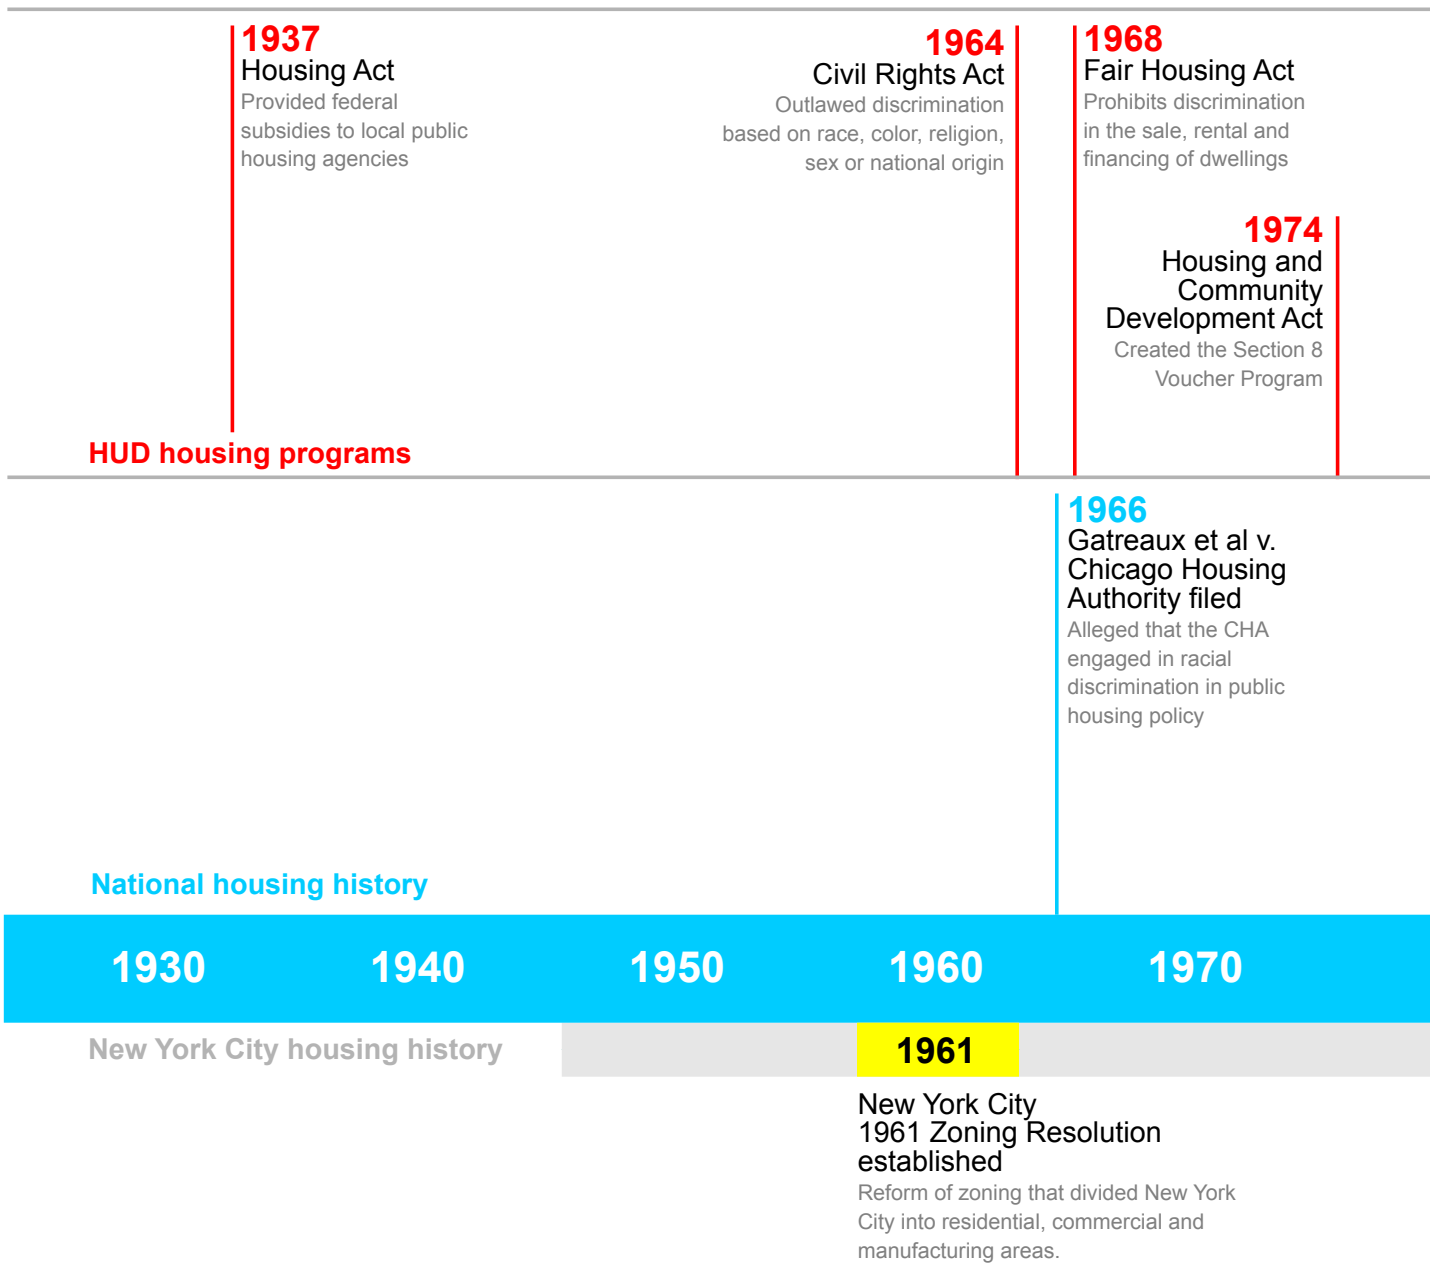 1937
Housing Act
Provided federal
subsidies to local public
housing agencies
1964
Civil Rights Act
Outlawed discrimination
based on race, color, religion,
sex or national origin
1968
Fair Housing Act
Prohibits discrimination
in the sale, rental and
financing of dwellings
1974
Housing and
Community
Development Act
Created the Section 8
Voucher Program
HUD housing programs
1966
Gatreaux et al v.
Chicago Housing
Authority filed
Alleged that the CHA
engaged in racial
discrimination in public
housing policy
National housing history
1930 1940 1950 1960 1970
New York City housing history
1961
New York City
1961 Zoning Resolution
established
Reform of zoning that divided New York
City into residential, commercial and
manufacturing areas.